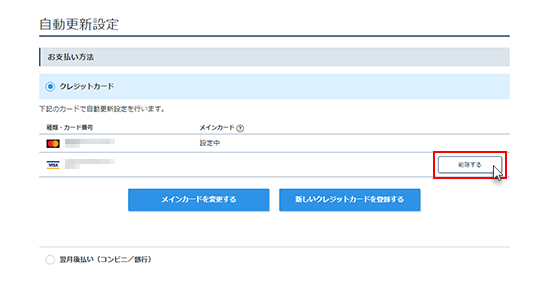 自動更新設定
お支払い方法
クレジットカード
下記のカードで自動更新設定を行います。
種類・カード番号 メインカード ?
設定中
VISA 削除する
メインカードを変更する 新しいクレジットカードを登録する
翌月後払い（コンビニ／銀行）